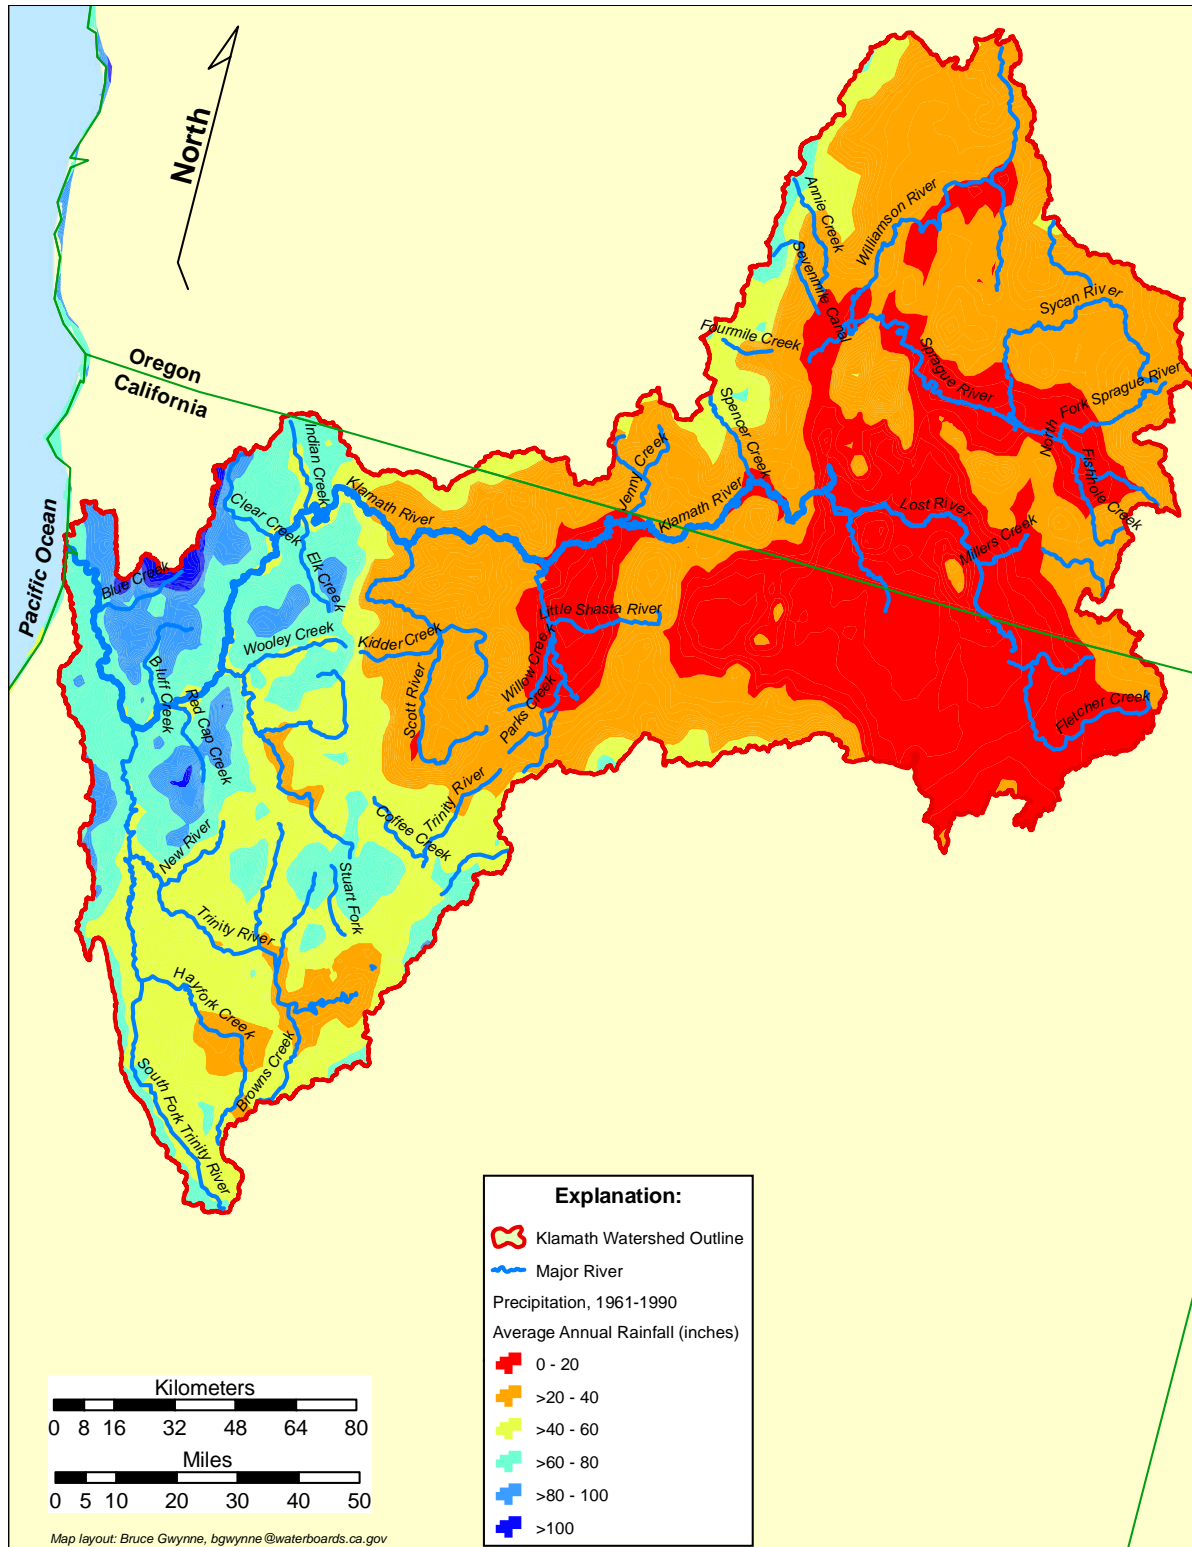 North
Annie Creek
Williamson River
Sevenmile Canal
Sycan River
Fourmile Creek
Oregon
California
Sprague River
North Fork Sprague River
Spencer Creek
Fishhole Creek
Indian Creek
Jenny Creek
Klamath River
Klamath River
Lost River
Millers Creek
Clear Creek
Elk Creek
Pacific Ocean
Blue Creek
Little Shasta River
Wooley Creek
Kidder Creek
Willow Creek
Bluff Creek
Red Cap Creek
Scott River
Parks Creek
Fletcher Creek
Trinity River
Coffee Creek
New River
Stuart Fork
Trinity River
Hayfork Creek
Browns Creek
South Fork Trinity River
Explanation:
Klamath Watershed Outline
Major River
Precipitation, 1961-1990
Average Annual Rainfall (inches)
0 - 20
>20 - 40
>40 - 60
>60 - 80
>80 - 100
>100
Kilometers
0 8 16 32 48 64 80
Miles
0 5 10 20 30 40 50
Map layout: Bruce Gwynne, bgwynne@waterboards.ca.gov